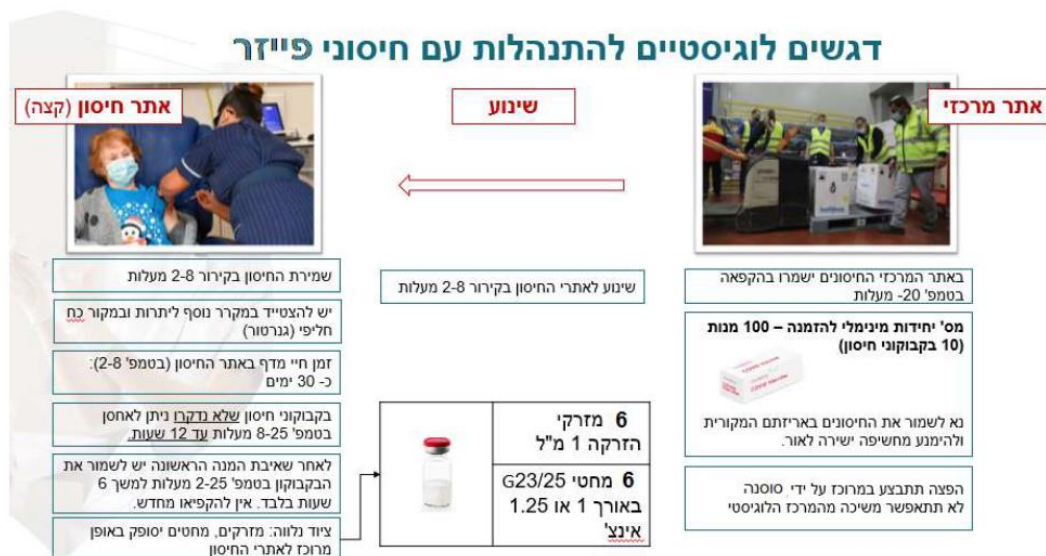 דגשים לוגיסטיים להתנהלות עם חיסוני פייזר
אתר מרכזי
שינוע
אתר חיסון (קצה)
באתר המרכזי החיסונים ישמרו בהקפאה
בטמפ' 20- מעלות
מס' יחידות מינימלי להזמנה – 100 מנות
(10 בקבוקוני חיסון)
נא לשמור את החיסונים באריזתם המקורית
ולהימנע מחשיפה ישירה לאור.
הפצה תתבצע במרוכז על ידי סוסנה
לא תתאפשר משיכה מהמרכז הלוגיסטי
שינוע לאתרי החיסון בקירור 2-8 מעלות
6 מזרקי
הזרקה 1 מ"ל
6 מחטי G23/25
באורך 1 או 1.25
אינצ'
שמירת החיסון בקירור 2-8 מעלות
יש להצטייד במקרר נוסף ליתרות ובמקור כח
חליפי (גנרטור)
זמן חיי מדף באתר החיסון (בטמפ' 2-8):
כ- 30 ימים
בקבוקוני חיסון שלא נדקרו ניתן לאחסן
בטמפ' 8-25 מעלות עד 12 שעות.
לאחר שאיבת המנה הראשונה יש לשמור את
הבקבוקון בטמפ' 2-25 מעלות למשך 6
שעות בלבד. אין להקפיאו מחדש.
ציוד נלווה: מזרקים, מחטים יסופק באופן
מרוכז לאתרי החיסון